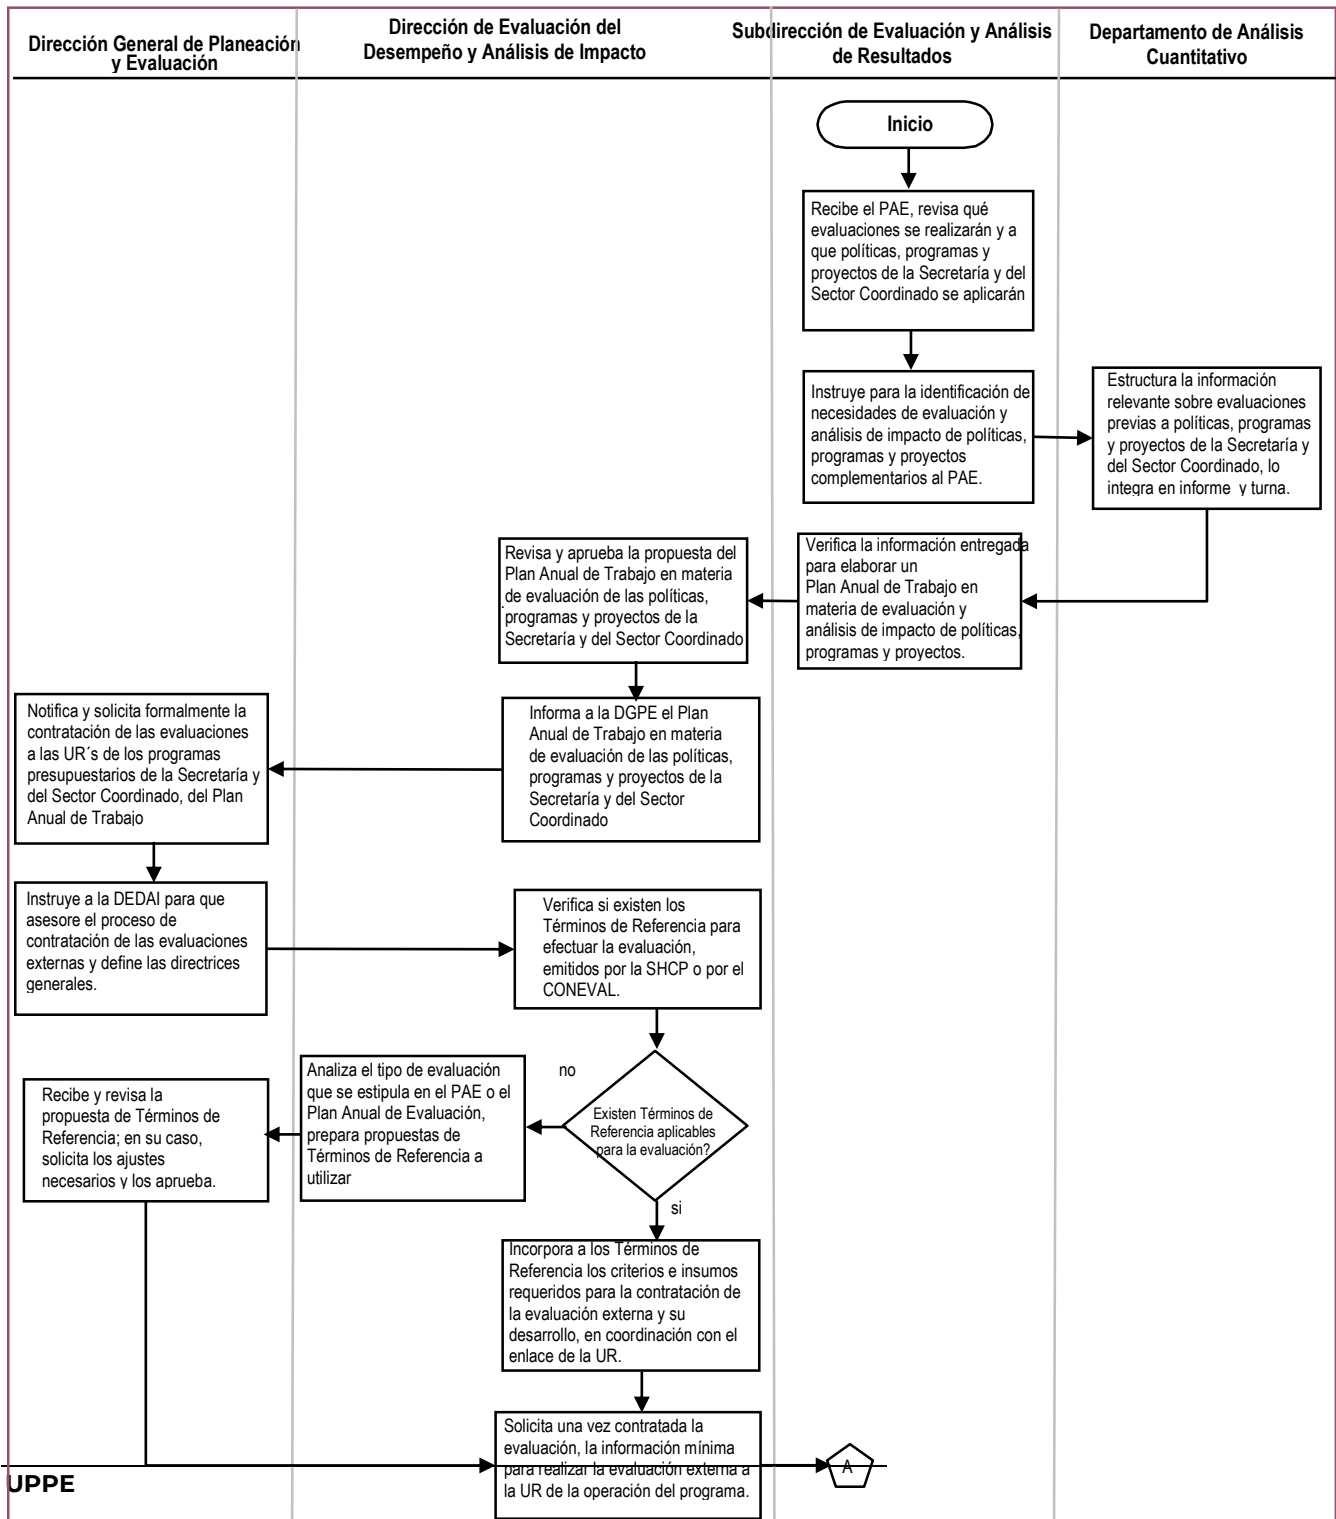 Dirección General de Planeación
y Evaluación
Dirección de Evaluación del
Desempeño y Análisis de Impacto
Subdirección de Evaluación y Análisis
de Resultados
Departamento de Análisis
Cuantitativo
Inicio
Recibe el PAE, revisa qué
evaluaciones se realizarán y a
que políticas, programas y
proyectos de la Secretaría y del
Sector Coordinado se aplicarán
Instruye para la identificación de
necesidades de evaluación y
análisis de impacto de políticas,
programas y proyectos
complementarios al PAE.
Estructura la información
relevante sobre evaluaciones
previas a políticas, programas
y proyectos de la Secretaría y
del Sector Coordinado, lo
integra en informe y turna.
Verifica la información entregada
para elaborar un
Plan Anual de Trabajo en
materia de evaluación y
análisis de impacto de políticas,
programas y proyectos.
Revisa y aprueba la propuesta del
Plan Anual de Trabajo en materia
de evaluación de las políticas,
programas y proyectos de la
Secretaría y del Sector Coordinado
Informa a la DGPE el Plan
Anual de Trabajo en materia
de evaluación de las políticas,
programas y proyectos de la
Secretaría y del Sector
Coordinado
Notifica y solicita formalmente la
contratación de las evaluaciones
a las UR´s de los programas
presupuestarios de la Secretaría y
del Sector Coordinado, del Plan
Anual de Trabajo
Instruye a la DEDAI para que
asesore el proceso de
contratación de las evaluaciones
externas y define las directrices
generales.
Verifica si existen los
Términos de Referencia para
efectuar la evaluación,
emitidos por la SHCP o por el
CONEVAL.
Existen Términos de
Referencia aplicables
para la evaluación?
no
Analiza el tipo de evaluación
que se estipula en el PAE o el
Plan Anual de Evaluación,
prepara propuestas de
Términos de Referencia a
utilizar
Recibe y revisa la
propuesta de Términos de
Referencia; en su caso,
solicita los ajustes
necesarios y los aprueba.
si
Incorpora a los Términos de
Referencia los criterios e insumos
requeridos para la contratación de
la evaluación externa y su
desarrollo, en coordinación con el
enlace de la UR.
Solicita una vez contratada la
evaluación, la información mínima
para realizar la evaluación externa a
la UR de la operación del programa.
A
UPPE